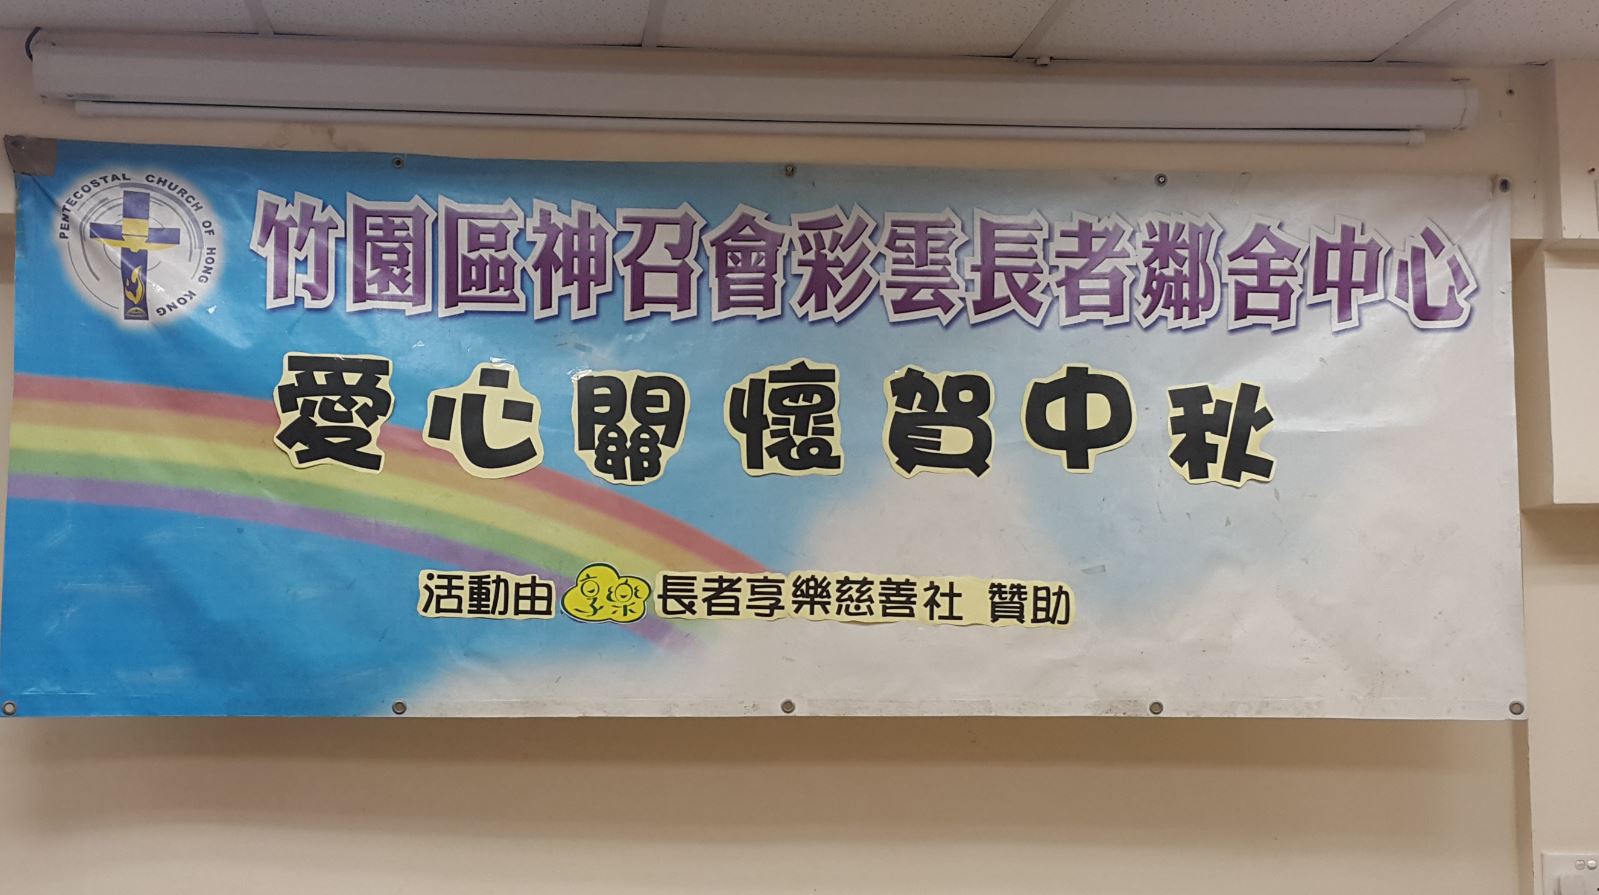 PENTECOSTAL CHURCH OF HONG KONG
竹園區神召會彩雲長者鄰舍中心
愛心關懷賀中秋
活動由 享樂 長者享樂慈善社 贊助